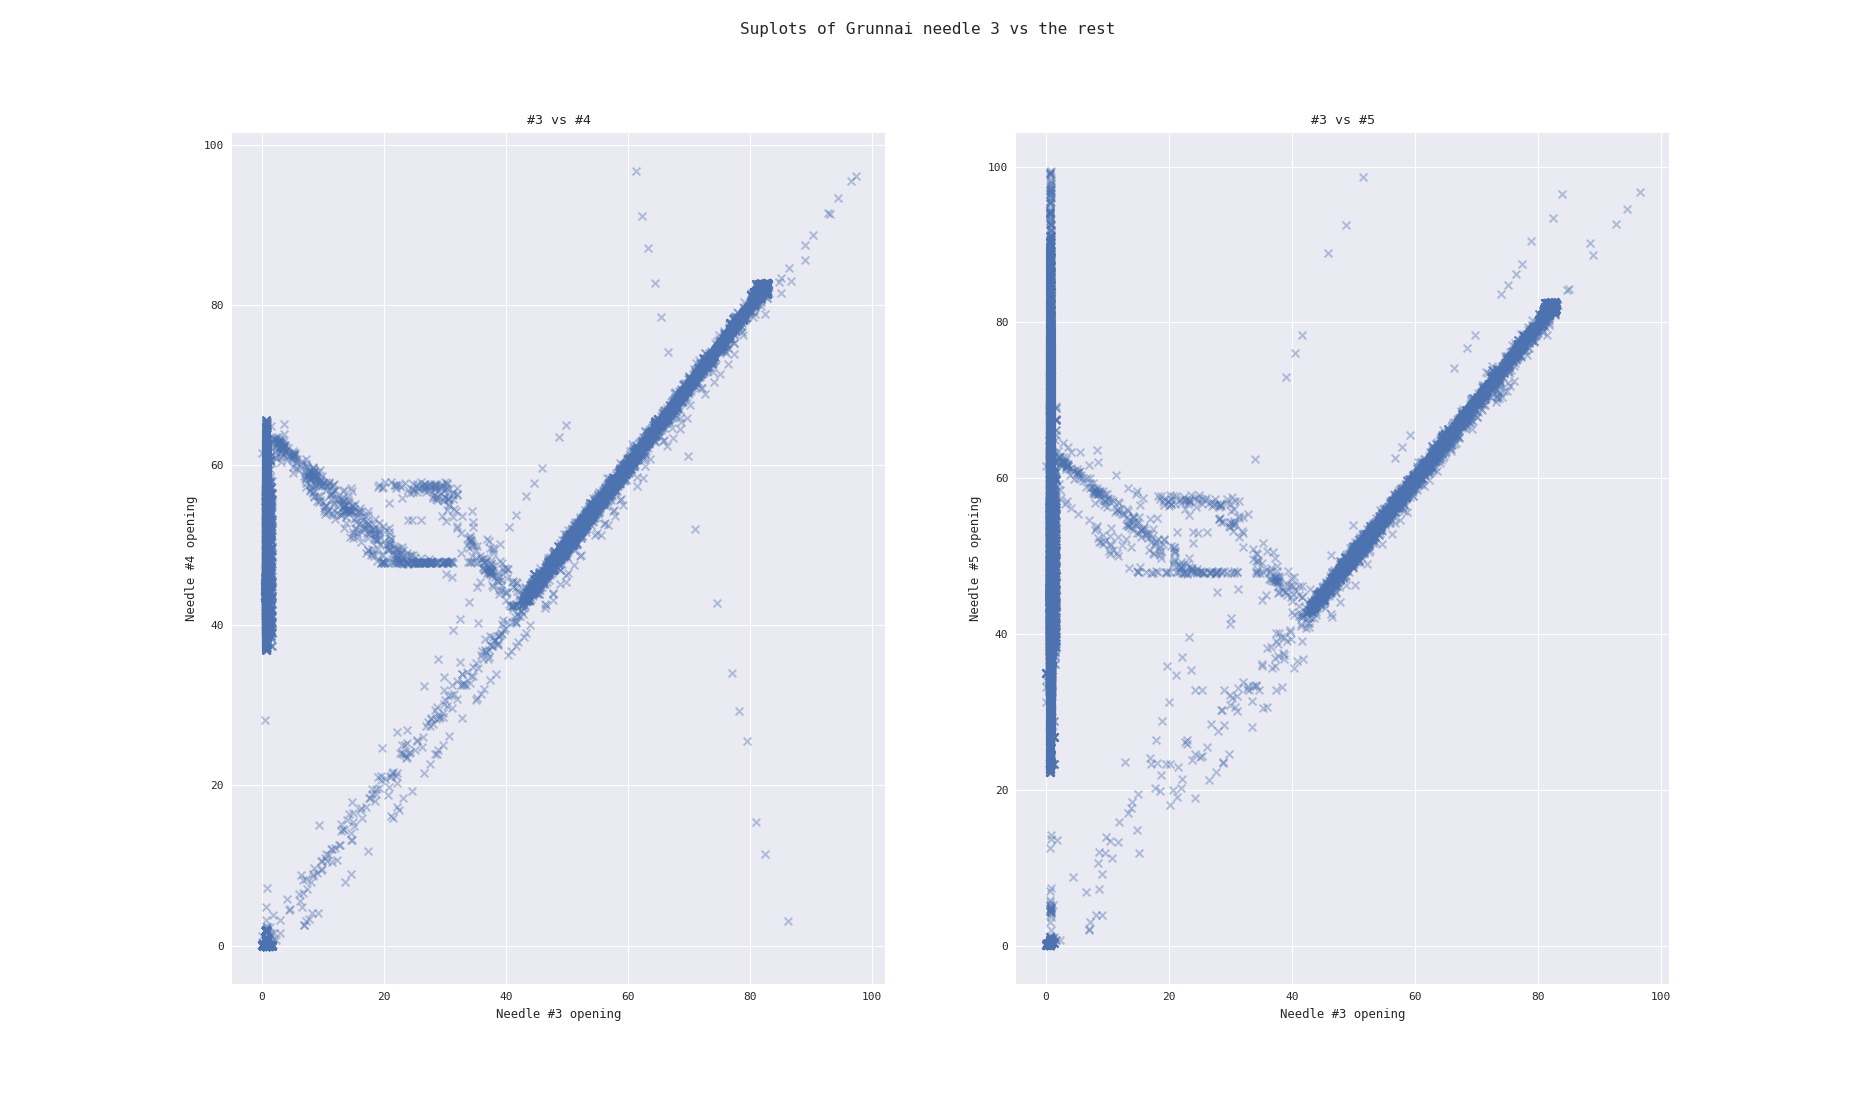 Suplots of Grunnai needle 3 vs the rest
#3 vs #4
Needle #4 opening
100
80
60
40
20
0
0 20 40 60 80 100
Needle #3 opening
#3 vs #5
Needle #5 opening
100
80
60
40
20
0
0 20 40 60 80 100
Needle #3 opening